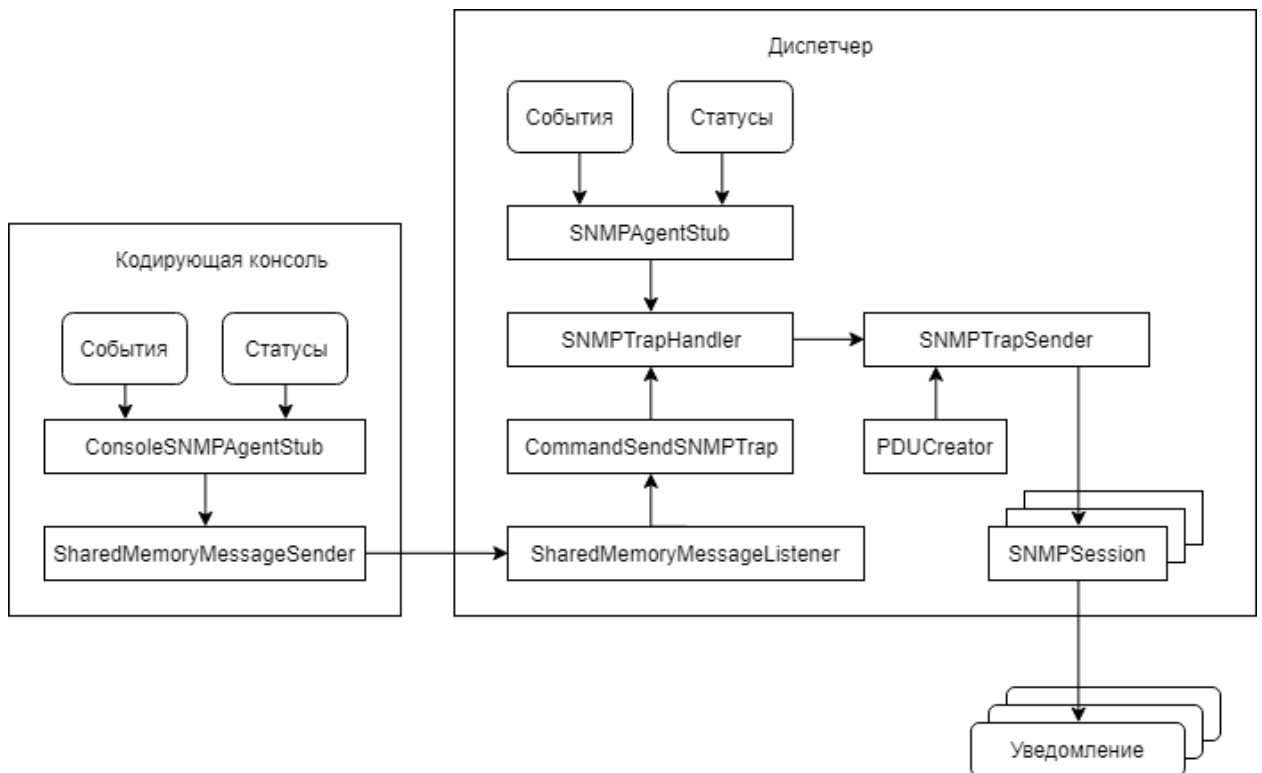 Диспетчер
События
Статусы
SNMPAgentStub
Кодирующая консоль
События
Статусы
SNMPTrapHandler
SNMPTrapSender
ConsoleSNMPAgentStub
CommandSendSNMPTrap
PDUCreator
SharedMemoryMessageSender
SharedMemoryMessageListener
SNMPSession
Уведомление